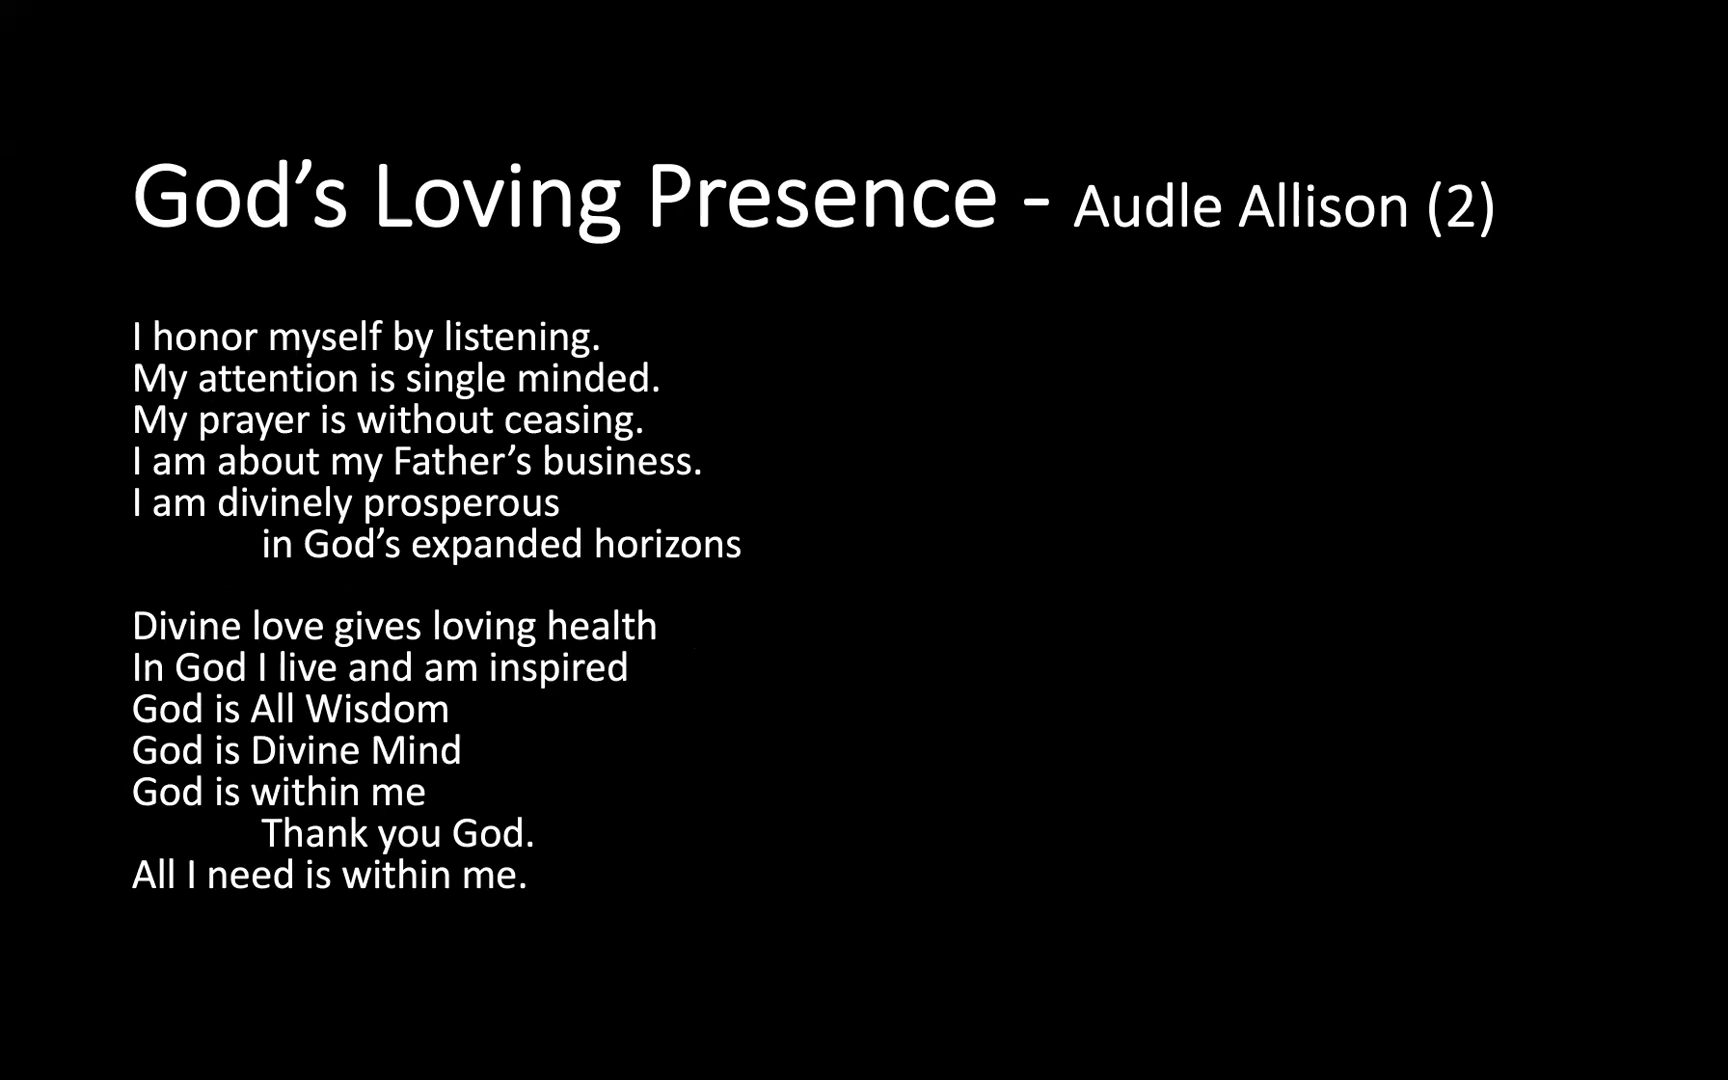 God’s Loving Presence - Audle Allison (2)
I honor myself by listening.
My attention is single minded.
My prayer is without ceasing.
I am about my Father’s business.
I am divinely prosperous
in God’s expanded horizons
Divine love gives loving health
In God I live and am inspired
God is All Wisdom
God is Divine Mind
God is within me
Thank you God.
All I need is within me.